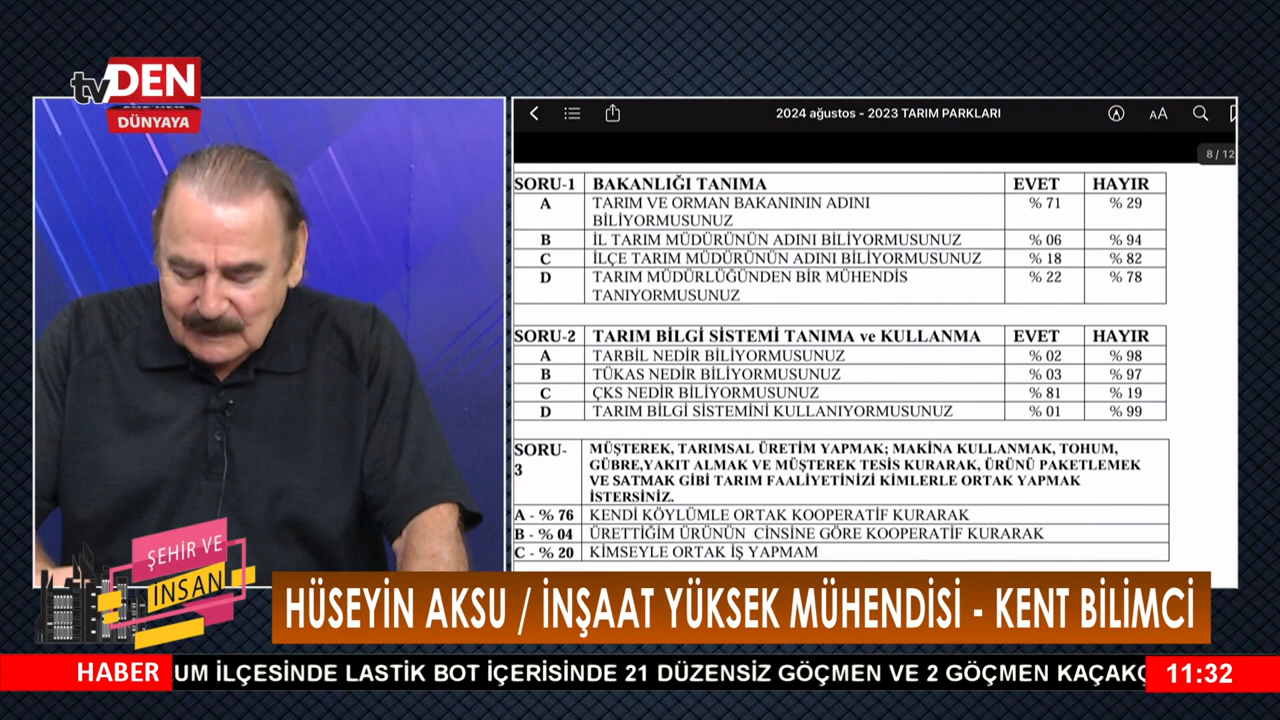 tvDEN
EGE'DEN
DÜNYAYA
2024 ağustos - 2023 TARIM PARKLARI
AA
8 / 12
SORU-1 BAKANLIĞI TANIMA EVET HAYIR
A TARIM VE ORMAN BAKANININ ADINI % 71 % 29
BİLİYORMUSUNUZ
B İL TARIM MÜDÜRÜNÜN ADINI BİLİYORMUSUNUZ % 06 % 94
C İLÇE TARIM MÜDÜRÜNÜN ADINI BİLİYORMUSUNUZ % 18 % 82
D TARIM MÜDÜRLÜĞÜNDEN BİR MÜHENDİS % 22 % 78
TANIYORMUSUNUZ
SORU-2 TARIM BİLGİ SİSTEMİ TANIMA ve KULLANMA EVET HAYIR
A TARBİL NEDİR BİLİYORMUSUNUZ % 02 % 98
B TÜKAS NEDİR BİLİYORMUSUNUZ % 03 % 97
C ÇKS NEDİR BİLİYORMUSUNUZ % 81 % 19
D TARIM BİLGI SİSTEMİNİ KULLANIYORMUSUNUZ % 01 % 99
SORU-
3
MÜŞTEREK, TARIMSAL ÜRETİM YAPMAK; MAKİNA KULLANMAK, TOHUM,
GÜBRE,YAKIT ALMAK VE MÜŞTEREK TESİS KURARAK, ÜRÜNÜ PAKETLEMEK
VE SATMAK GİBİ TARIM FAALİYETİNİZİ KİMLERLE ORTAK YAPMAK
İSTERSİNİZ.
A - % 76 KENDİ KÖYLÜMLE ORTAK KOOPERATİF KURARAK
B - % 04 ÜRETTİĞİM ÜRÜNÜN CİNSİNE GÖRE KOOPERATİF KURARAK
C - % 20 KİMSEYLE ORTAK İŞ YAPMAM
ŞEHİR VE
İNSAN
HÜSEYİN AKSU / İNŞAAT YÜKSEK MÜHENDİSİ - KENT BİLİMCİ
HABER UM İLÇESİNDE LASTİK BOT İÇERİSİNDE 21 DÜZENSİZ GÖÇMEN VE 2 GÖÇMEN KAÇAKÇ 11:32